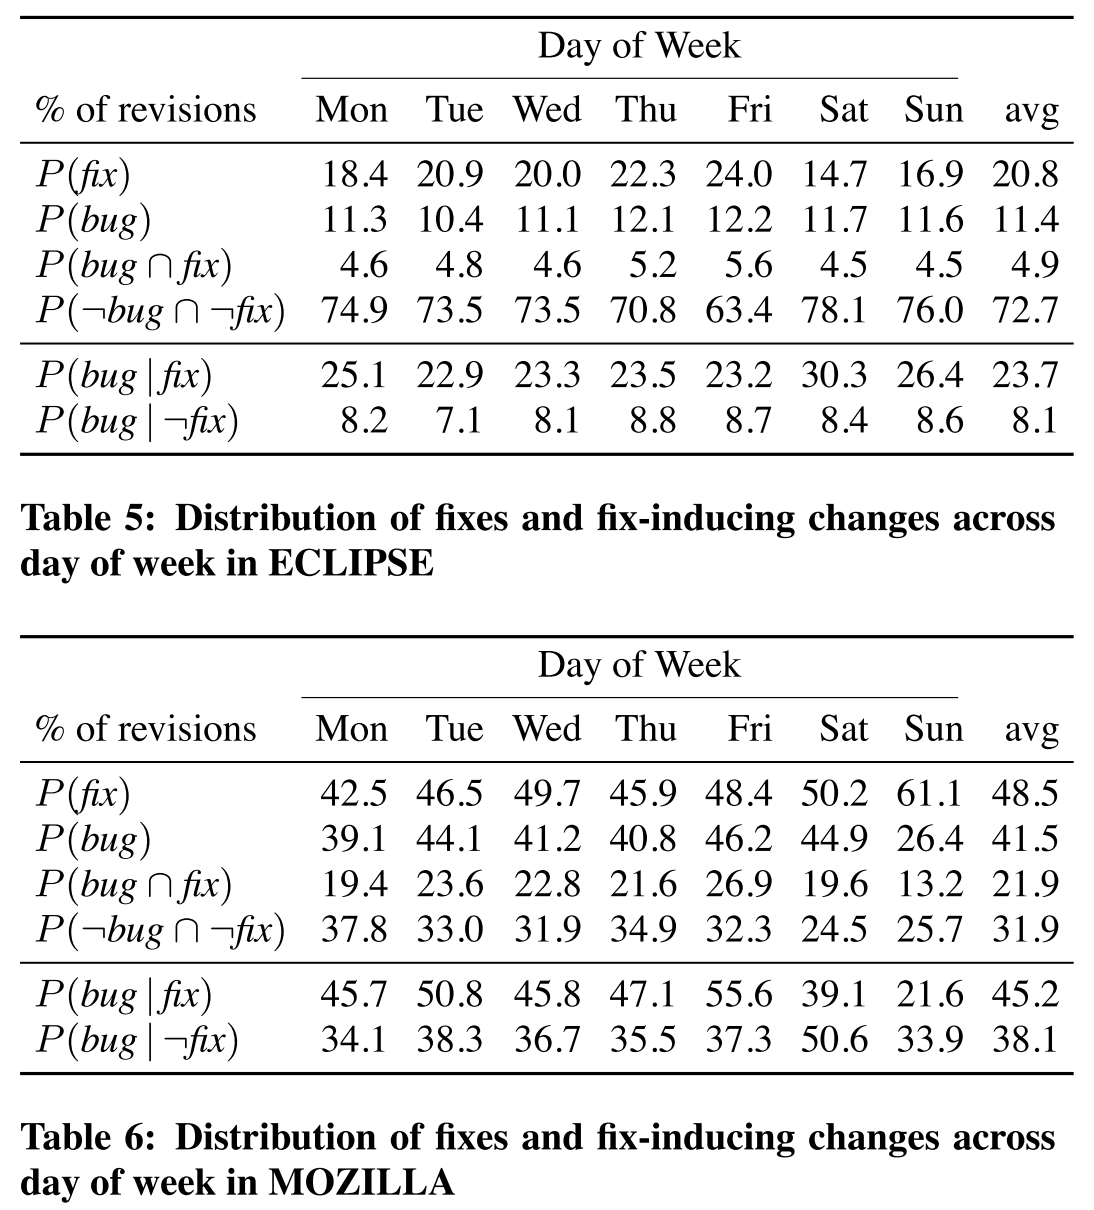 Day of Week
% of revisions Mon Tue Wed Thu Fri Sat Sun avg
P(fix) 18.4 20.9 20.0 22.3 24.0 14.7 16.9 20.8
P(bug) 11.3 10.4 11.1 12.1 12.2 11.7 11.6 11.4
P(bug ∩ fix) 4.6 4.8 4.6 5.2 5.6 4.5 4.5 4.9
P(¬bug ∩ ¬fix) 74.9 73.5 73.5 70.8 63.4 78.1 76.0 72.7
P(bug | fix) 25.1 22.9 23.3 23.5 23.2 30.3 26.4 23.7
P(bug | ¬fix) 8.2 7.1 8.1 8.8 8.7 8.4 8.6 8.1
Table 5: Distribution of fixes and fix-inducing changes across
day of week in ECLIPSE
Day of Week
% of revisions Mon Tue Wed Thu Fri Sat Sun avg
P(fix) 42.5 46.5 49.7 45.9 48.4 50.2 61.1 48.5
P(bug) 39.1 44.1 41.2 40.8 46.2 44.9 26.4 41.5
P(bug ∩ fix) 19.4 23.6 22.8 21.6 26.9 19.6 13.2 21.9
P(¬bug ∩ ¬fix) 37.8 33.0 31.9 34.9 32.3 24.5 25.7 31.9
P(bug | fix) 45.7 50.8 45.8 47.1 55.6 39.1 21.6 45.2
P(bug | ¬fix) 34.1 38.3 36.7 35.5 37.3 50.6 33.9 38.1
Table 6: Distribution of fixes and fix-inducing changes across
day of week in MOZILLA